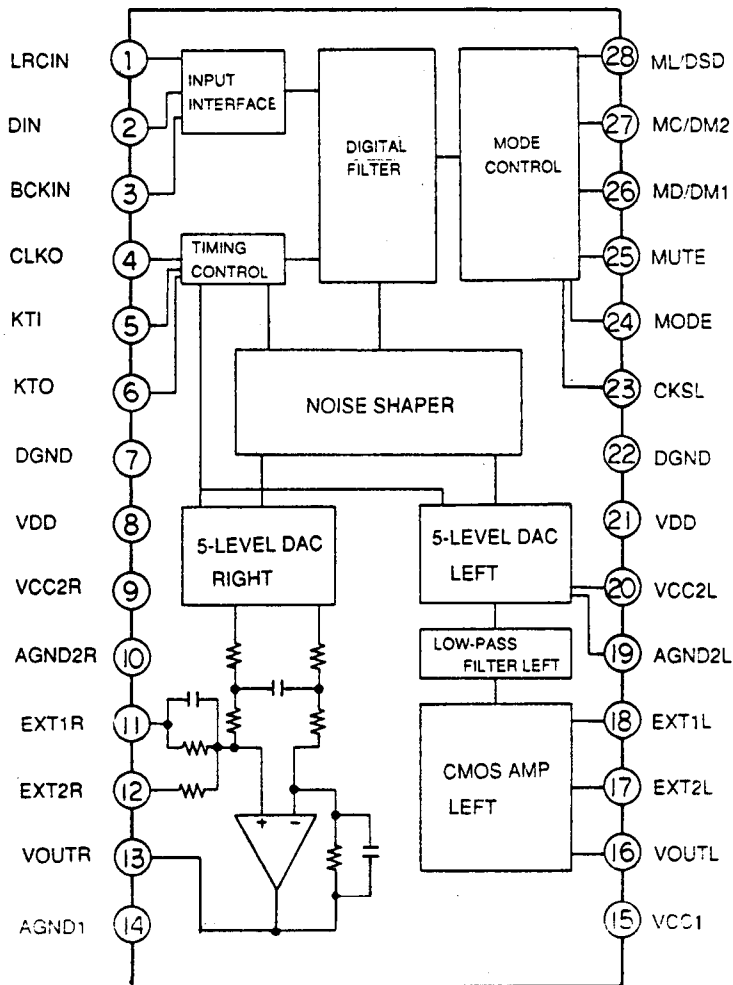 LRCIN 1 INPUT INTERFACE DIGITAL FILTER MODE CONTROL 28 ML/DSD
DIN 2 27 MC/DM2
BCKIN 3 26 MD/DM1
CLKO 4 TIMING CONTROL 25 MUTE
KTI 5 24 MODE
KTO 6 NOISE SHAPER 23 CKSL
DGND 7 22 DGND
VDD 8 5-LEVEL DAC RIGHT 5-LEVEL DAC LEFT 21 VDD
VCC2R 9 20 VCC2L
AGND2R 10 LOW-PASS FILTER LEFT 19 AGND2L
EXT1R 11 18 EXT1L
EXT2R 12 CMOS AMP LEFT 17 EXT2L
VOUTR 13 + - 16 VOUTL
AGND1 14 15 VCC1